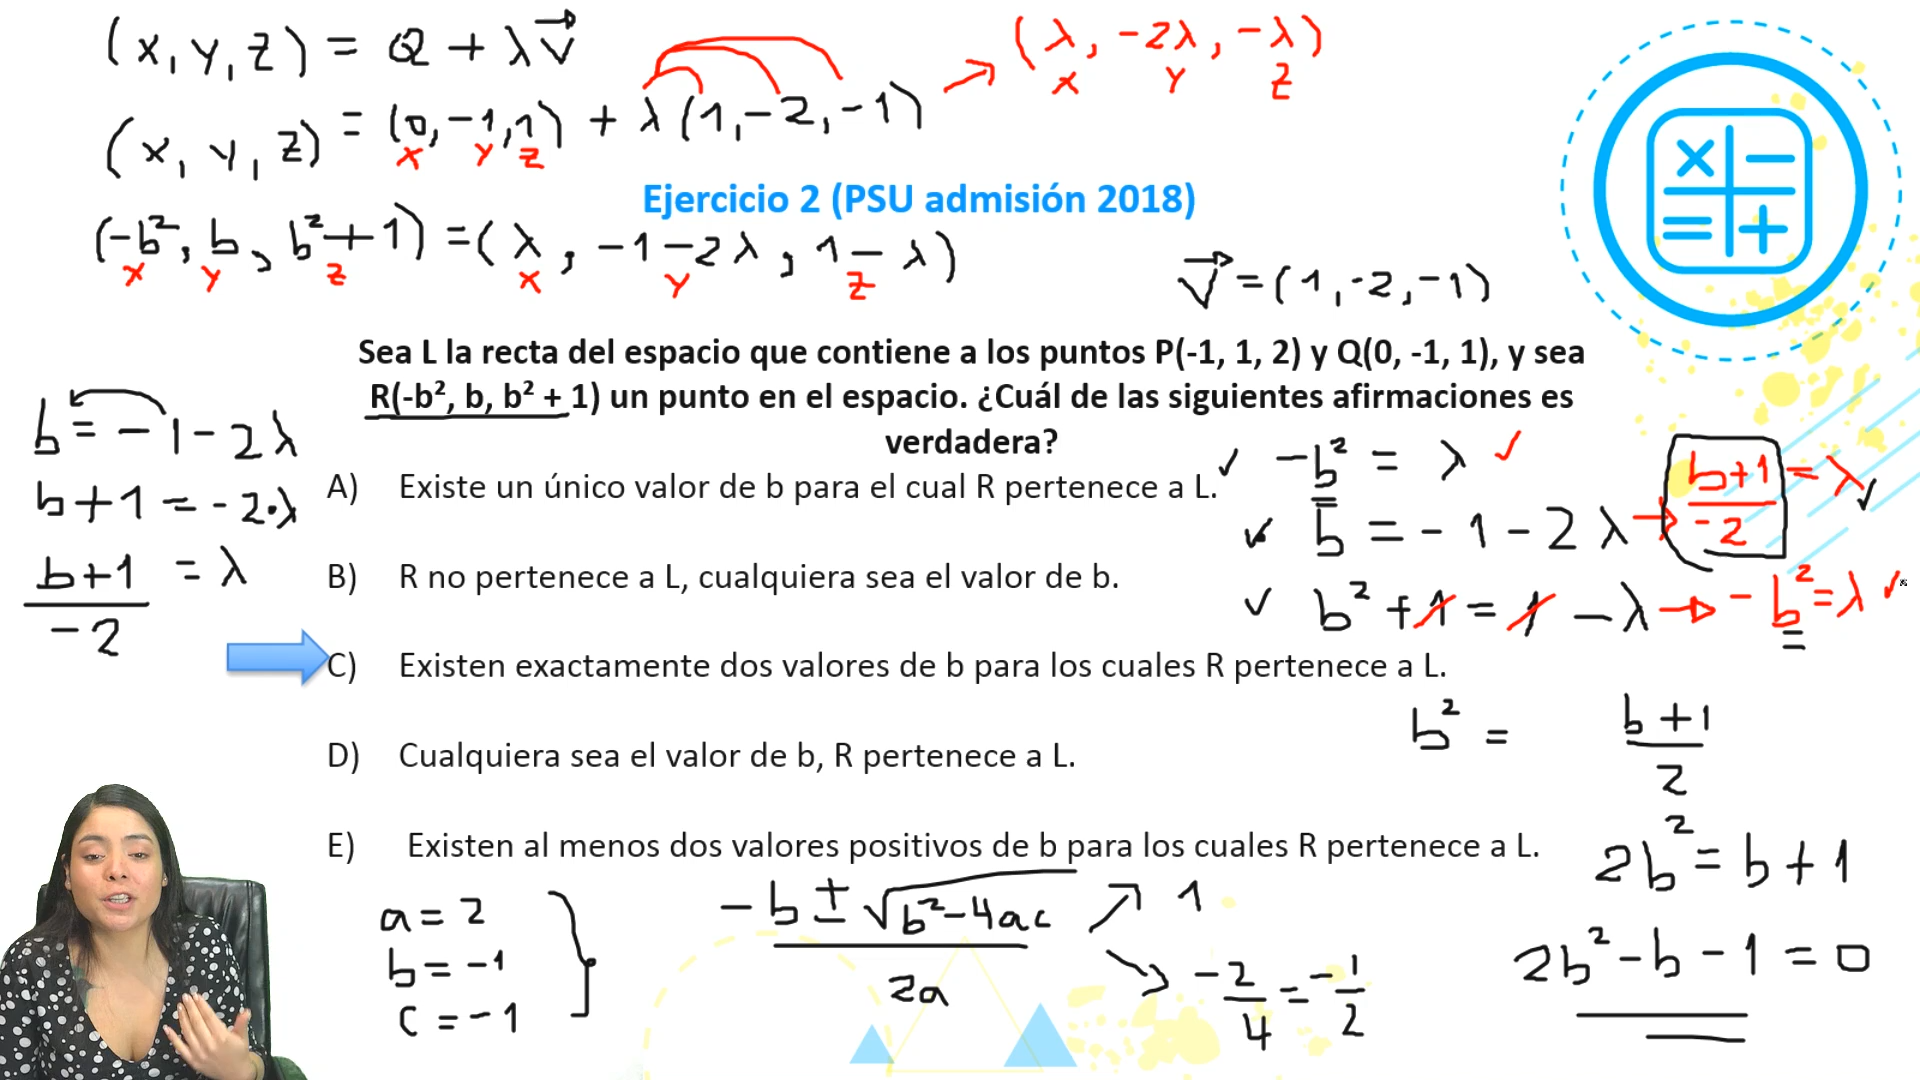 (x, y, z) = Q + λv⃗
(λ, -2λ, -λ)
x y z
(x, y, z) = (0, -1, 1) + λ(1, -2, -1)
x y z
Ejercicio 2 (PSU admisión 2018)
(-b², b, b²+1) = (λ, -1-2λ, 1-λ)
x y z x y z
v⃗ = (1, -2, -1)
Sea L la recta del espacio que contiene a los puntos P(-1, 1, 2) y Q(0, -1, 1), y sea
R(-b², b, b² + 1) un punto en el espacio. ¿Cuál de las siguientes afirmaciones es
verdadera?
b = -1-2λ
b+1 = -2·λ
b+1 = λ
-2
A) Existe un único valor de b para el cual R pertenece a L.
B) R no pertenece a L, cualquiera sea el valor de b.
C) Existen exactamente dos valores de b para los cuales R pertenece a L.
D) Cualquiera sea el valor de b, R pertenece a L.
E) Existen al menos dos valores positivos de b para los cuales R pertenece a L.
✓ -b² = λ ✓
✓ b = -1-2λ → b+1 = λ ✓
-2
✓ b²+1 = 1-λ → -b² = λ ✓
b² = b+1
2
2b² = b+1
2b²-b-1 = 0
a = 2
b = -1
c = -1
-b ± √b²-4ac
2a
↗ 1
↘ -2 = -1
4 2